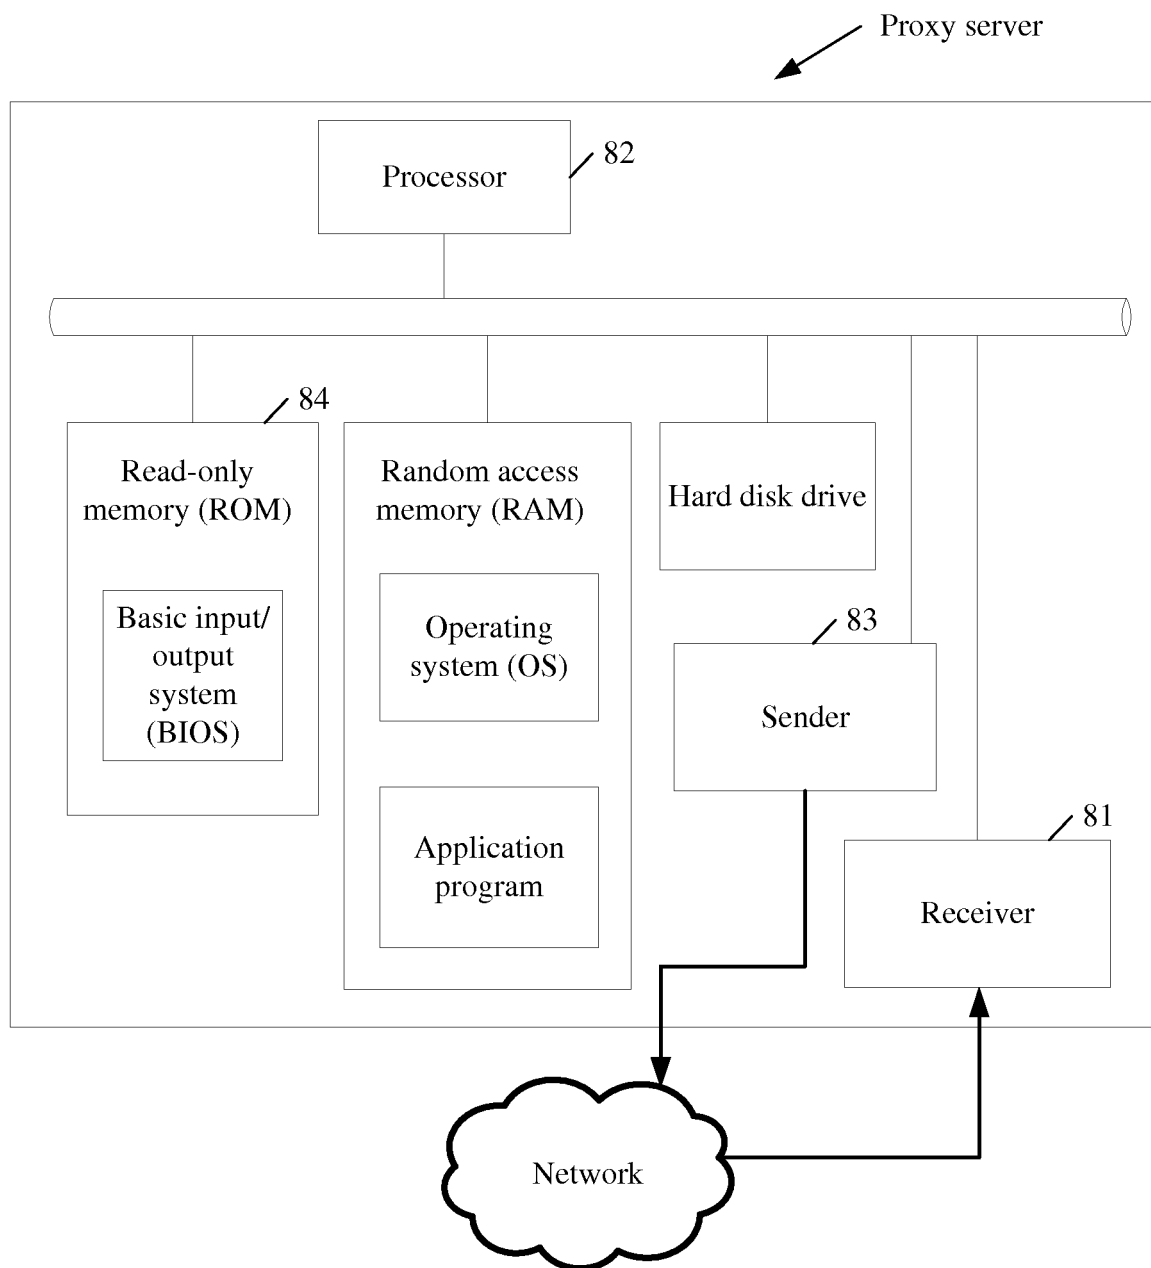 Proxy server
Processor
82
84
Read-only
memory (ROM)
Basic input/
output
system
(BIOS)
Random access
memory (RAM)
Operating
system (OS)
Application
program
Hard disk drive
83
Sender
81
Receiver
Network